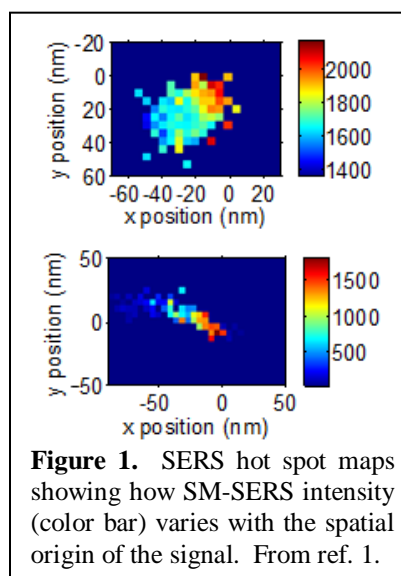 -20
0
20
40
60
y position (nm)
-60 -40 -20 0 20
x position (nm)
2000
1800
1600
1400
50
0
-50
y position (nm)
-50 0 50
x position (nm)
1500
1000
500
Figure 1. SERS hot spot maps
showing how SM-SERS intensity
(color bar) varies with the spatial
origin of the signal. From ref. 1.